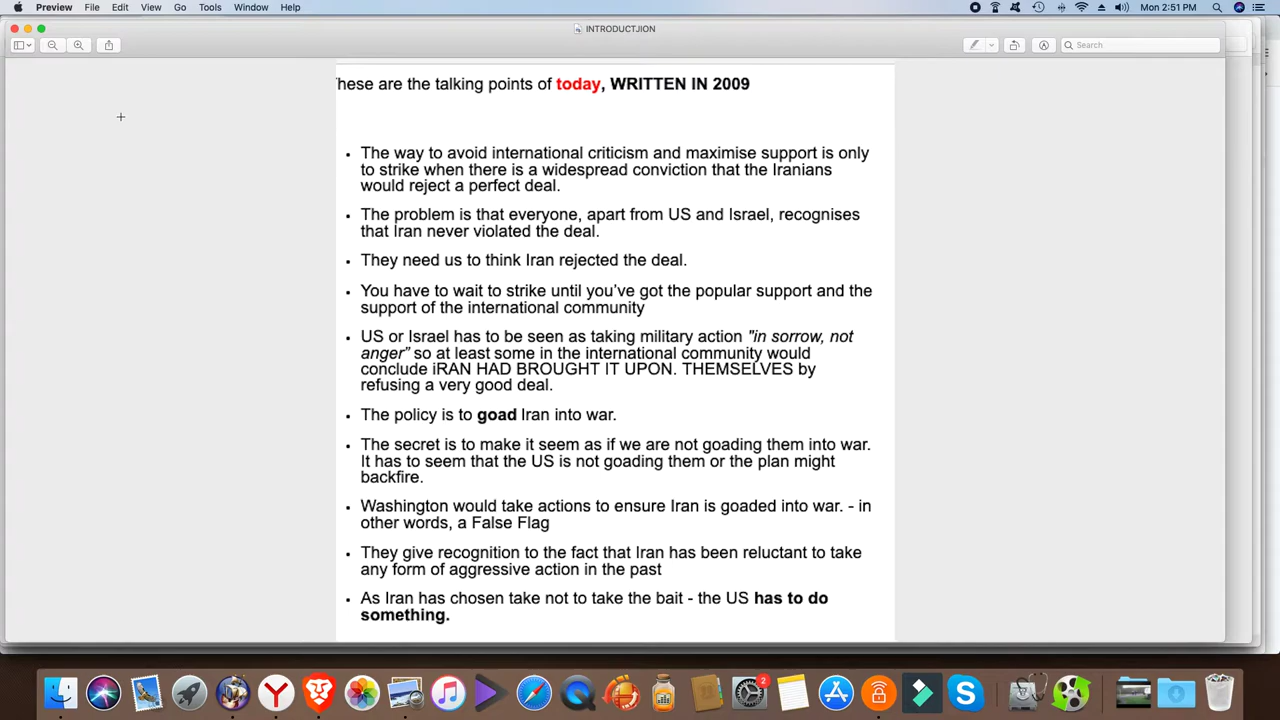 Preview File Edit View Go Tools Window Help Mon 2:51 PM
INTRODUCTJION
Search
hese are the talking points of today, WRITTEN IN 2009
• The way to avoid international criticism and maximise support is only
to strike when there is a widespread conviction that the Iranians
would reject a perfect deal.
• The problem is that everyone, apart from US and Israel, recognises
that Iran never violated the deal.
• They need us to think Iran rejected the deal.
• You have to wait to strike until you've got the popular support and the
support of the international community
• US or Israel has to be seen as taking military action "in sorrow, not
anger" so at least some in the international community would
conclude iRAN HAD BROUGHT IT UPON. THEMSELVES by
refusing a very good deal.
• The policy is to goad Iran into war.
• The secret is to make it seem as if we are not goading them into war.
It has to seem that the US is not goading them or the plan might
backfire.
• Washington would take actions to ensure Iran is goaded into war. - in
other words, a False Flag
• They give recognition to the fact that Iran has been reluctant to take
any form of aggressive action in the past
• As Iran has chosen take not to take the bait - the US has to do
something.
2